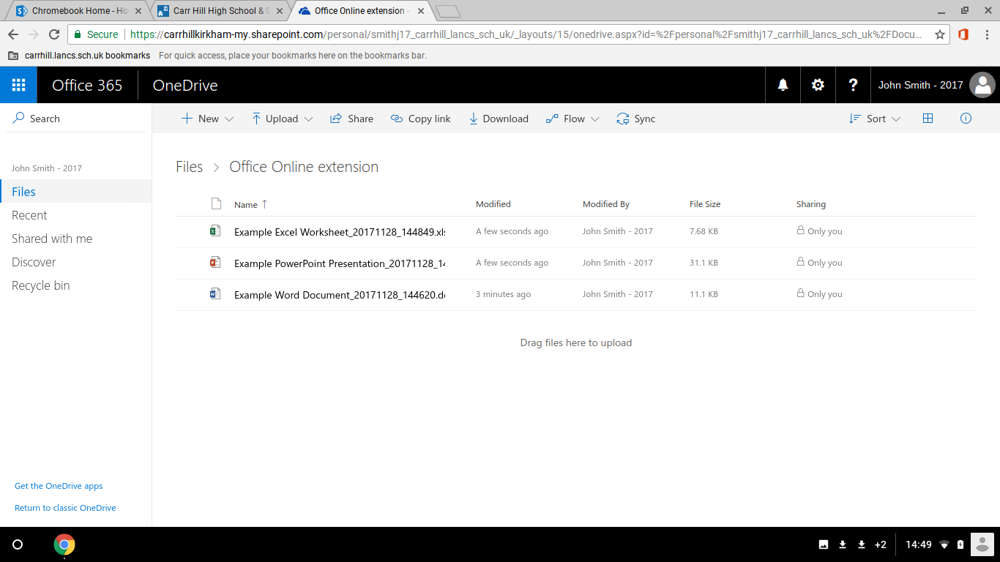 Chromebook Home - Ho
Carr Hill High School & S
Office Online extension -
Secure https://carrhillkirkham-my.sharepoint.com/personal/smithj17_carrhill_lancs_sch_uk/_layouts/15/onedrive.aspx?id=%2Fpersonal%2Fsmithj17_carrhill_lancs_sch_uk%2FDocu...
carrhill.lancs.sch.uk bookmarks For quick access, place your bookmarks here on the bookmarks bar.
Office 365 OneDrive ? John Smith - 2017
Search New Upload Share Copy link Download Flow Sync Sort
John Smith - 2017
Files
Recent
Shared with me
Discover
Recycle bin
Get the OneDrive apps
Return to classic OneDrive
Files > Office Online extension
Name ↑ Modified Modified By File Size Sharing
Example Excel Worksheet_20171128_144849.xls A few seconds ago John Smith - 2017 7.68 KB Only you
Example PowerPoint Presentation_20171128_14 A few seconds ago John Smith - 2017 31.1 KB Only you
Example Word Document_20171128_144620.do 3 minutes ago John Smith - 2017 11.1 KB Only you
Drag files here to upload
+2 14:49